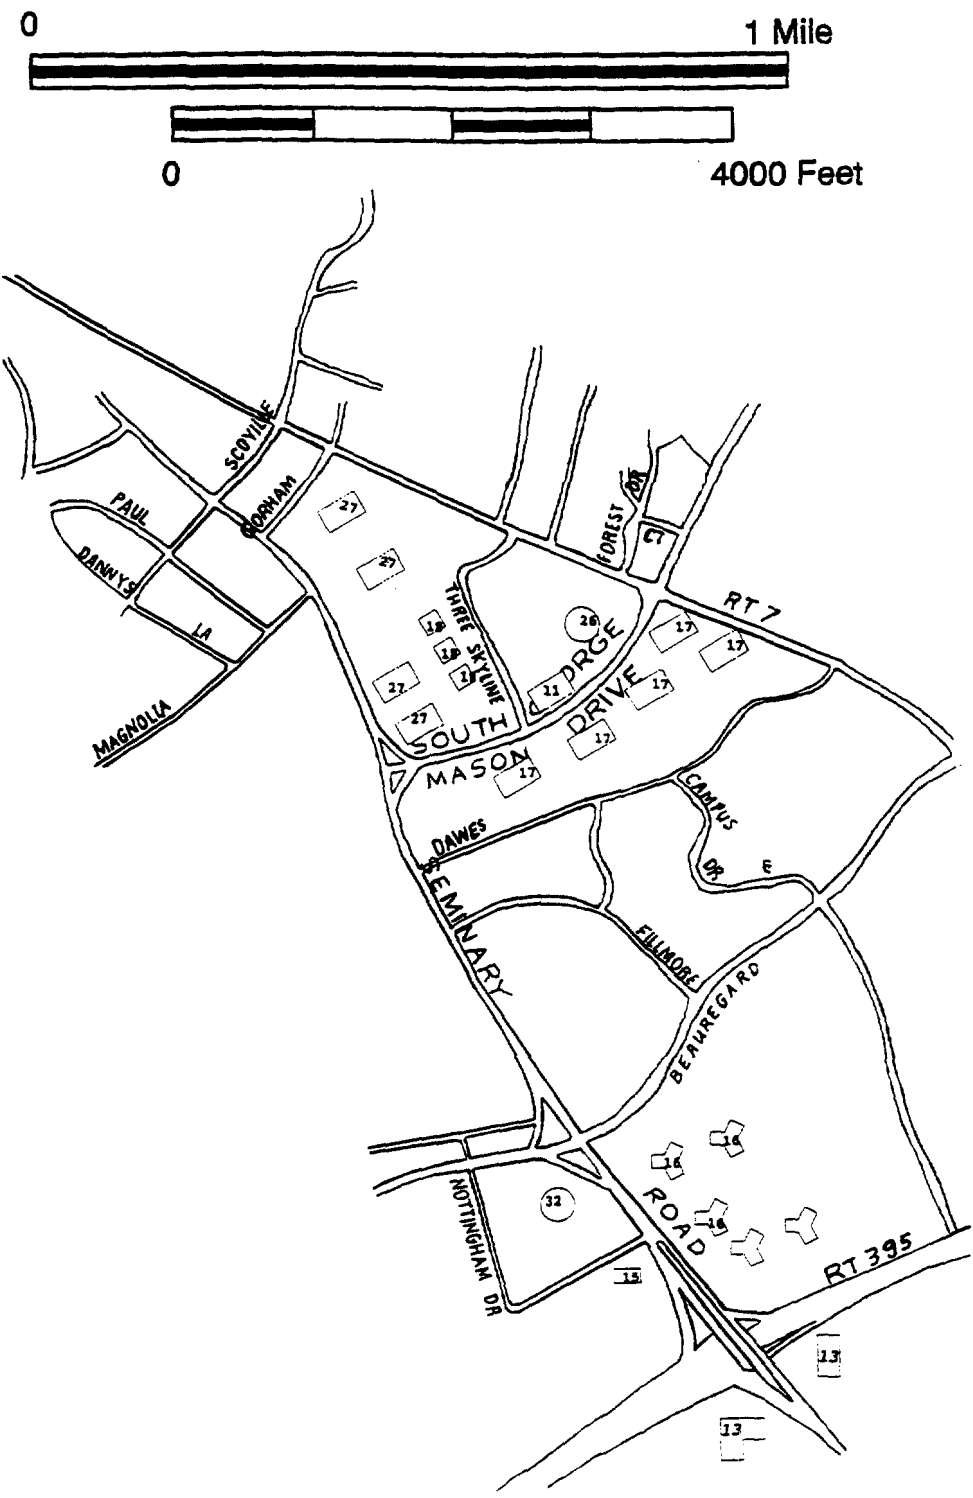 0
1 Mile
0
4000 Feet
SCOVILLE
GORHAM
PAUL
DANNYS
LA
MAGNOLIA
27
27
FOREST DR
CT
RT 7
THREE SKYLINE
26
18
18
17
17
27
27
11
17
17
17
SOUTH
ORGE
MASON
DRIVE
DAWES
CAMPUS
DR E
SEMINARY
FILLMORE
BEAUREGARD
16
16
16
NOTTINGHAM DR
32
ROAD
15
RT 395
13
13